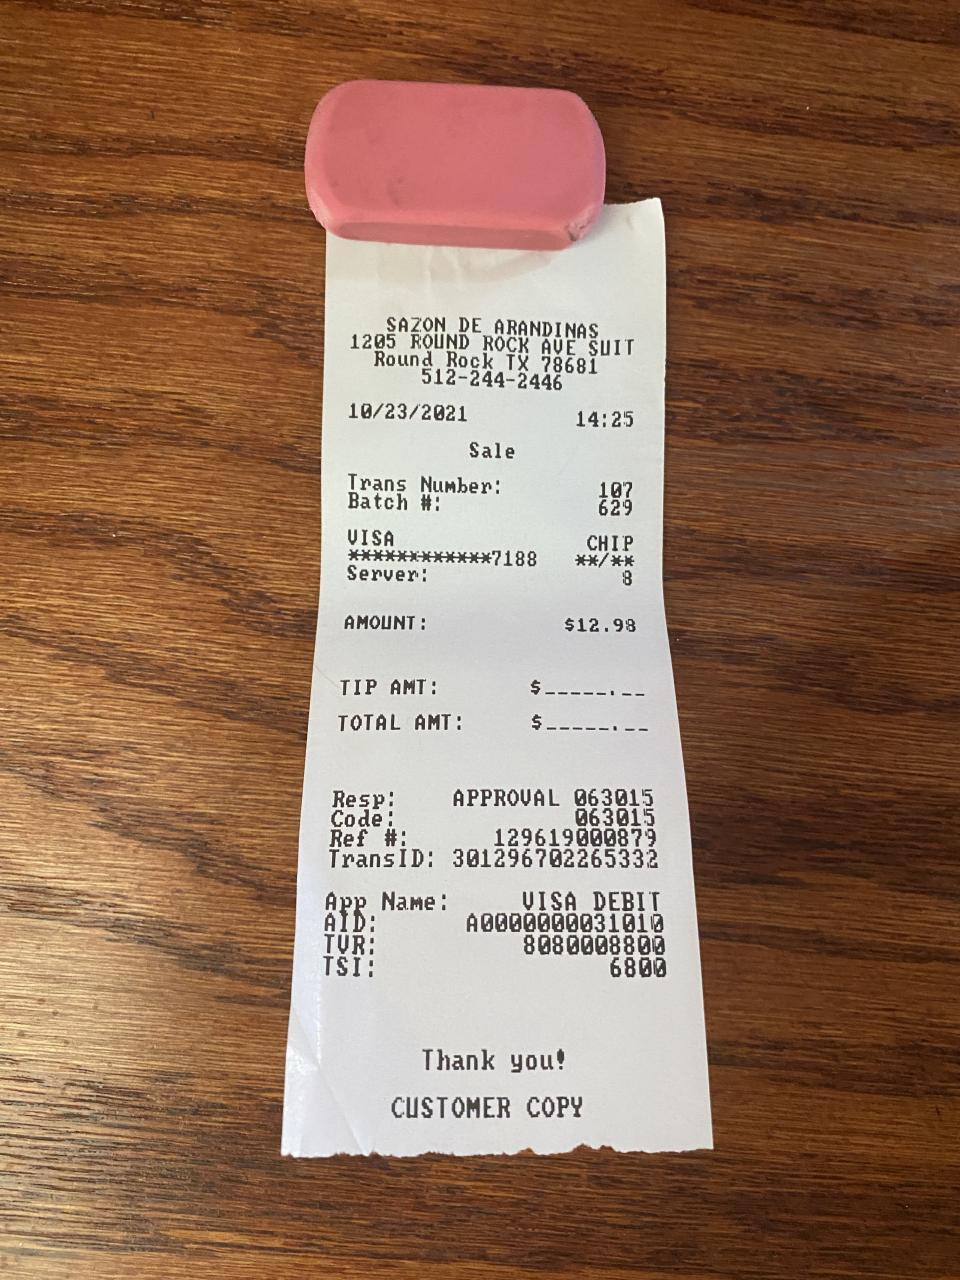 SAZON DE ARANDINAS
1205 ROUND ROCK AVE SUIT
Round Rock TX 78681
512-244-2446
10/23/2021 14:25
Sale
Trans Number: 107
Batch #: 629
VISA CHIP
************7188 **/**
Server: 8
AMOUNT: $12.98
TIP AMT: $_____.__
TOTAL AMT: $_____.__
Resp: APPROVAL 063015
Code: 063015
Ref #: 129619000879
TransID: 301296702265332
App Name: VISA DEBIT
AID: A0000000031010
TVR: 8080008800
TSI: 6800
Thank you!
CUSTOMER COPY